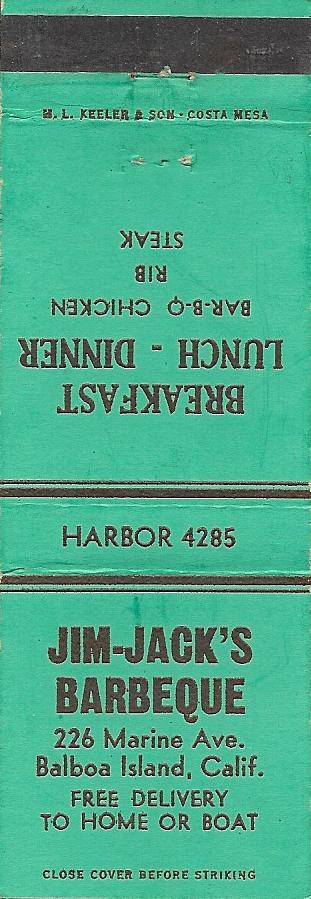 M. L. KEELER & SON · COSTA MESA
BREAKFAST
LUNCH - DINNER
BAR-B-Q CHICKEN
RIB
STEAK
HARBOR 4285
JIM-JACK'S
BARBEQUE
226 Marine Ave.
Balboa Island, Calif.
FREE DELIVERY
TO HOME OR BOAT
CLOSE COVER BEFORE STRIKING